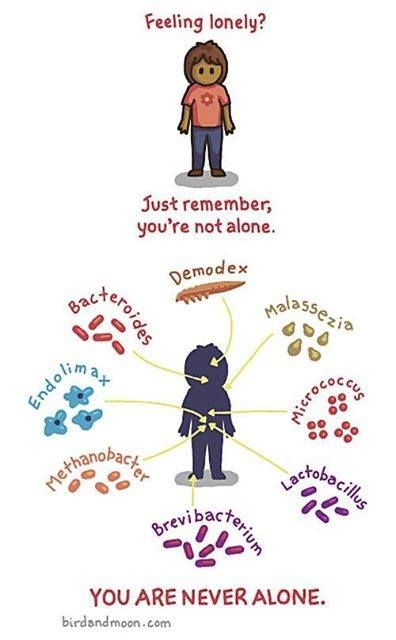 Feeling lonely?
Just remember,
you're not alone.
Demodex
Bacteroides
Malassezia
Endolimax
Micrococcus
Methanobacter
Lactobacillus
Brevibacterium
YOU ARE NEVER ALONE.
birdandmoon.com